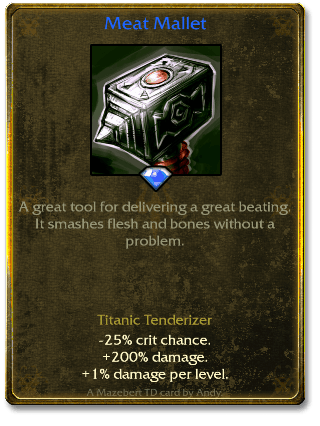 Meat Mallet
A great tool for delivering a great beating.
It smashes flesh and bones without a
problem.
Titanic Tenderizer
-25% crit chance.
+200% damage.
+1% damage per level.
A Mazebert TD card by Andy.